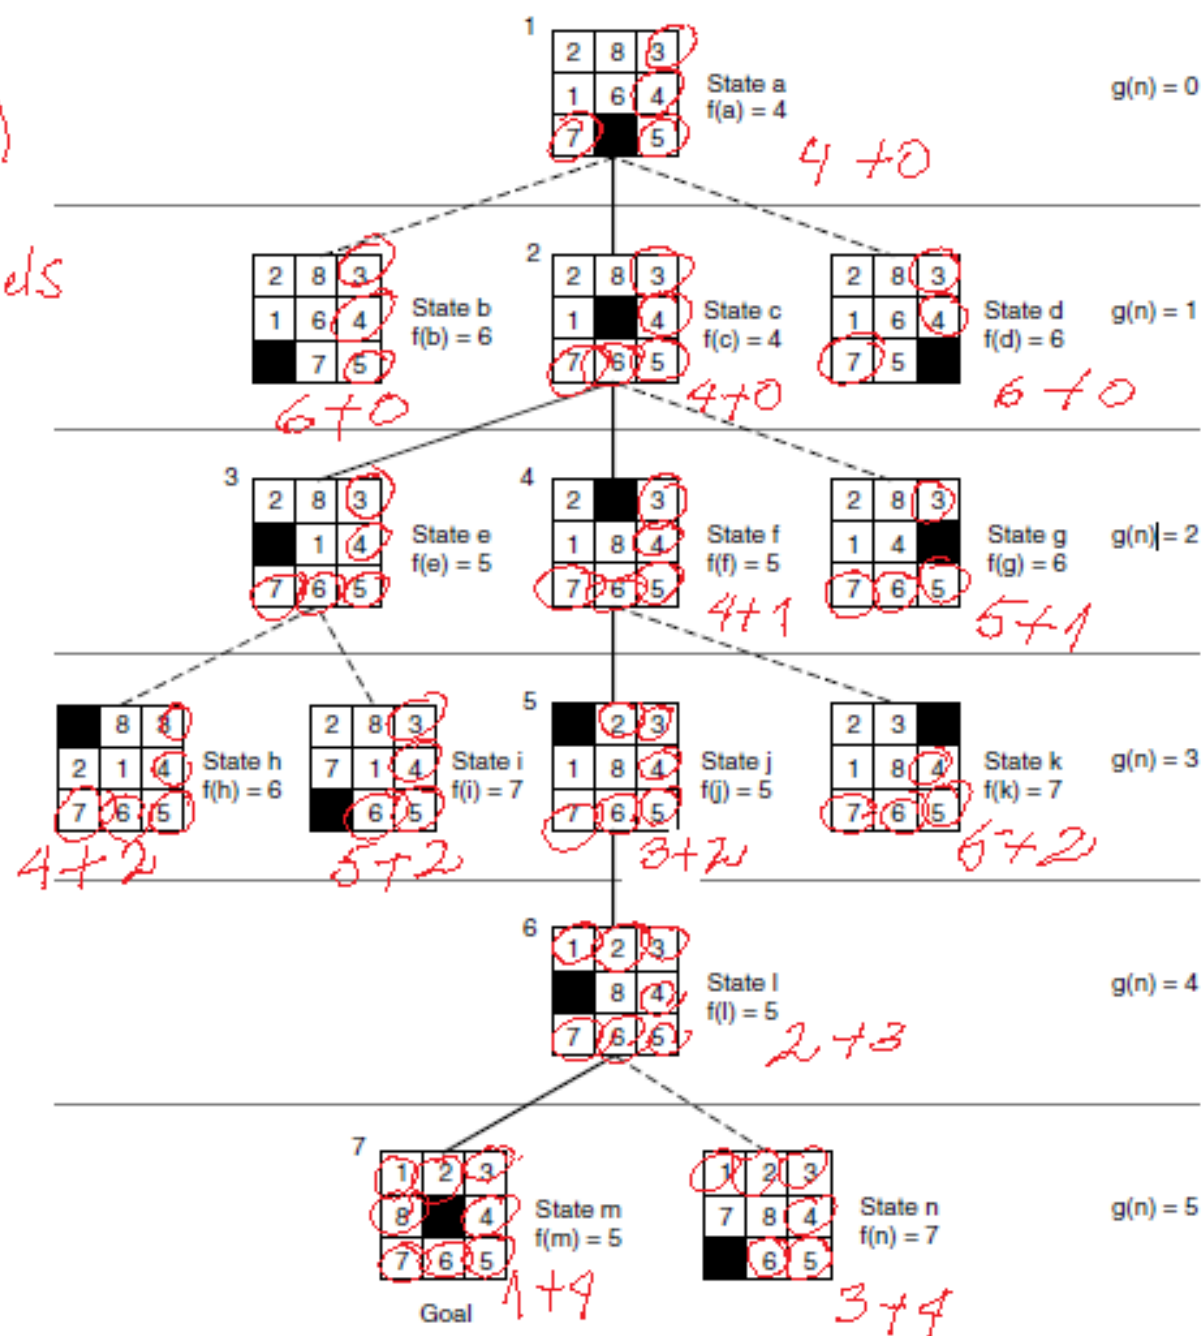 1
2 8 3
1 6 4
7 5
State a
f(a) = 4
g(n) = 0
4 +0
els
2 8 3
1 6 4
7 5
State b
f(b) = 6
6+0
2
2 8 3
1 4
7 6 5
State c
f(c) = 4
4+0
2 8 3
1 6 4
7 5
State d
f(d) = 6
6 +0
g(n) = 1
3
2 8 3
1 4
7 6 5
State e
f(e) = 5
4
2 3
1 8 4
7 6 5
State f
f(f) = 5
4+1
2 8 3
1 4
7 6 5
State g
f(g) = 6
5+1
g(n) = 2
8 3
2 1 4
7 6 5
State h
f(h) = 6
4+2
2 8 3
7 1 4
6 5
State i
f(i) = 7
5+2
5
2 3
1 8 4
7 6 5
State j
f(j) = 5
3+2
2 3
1 8 4
7 6 5
State k
f(k) = 7
+2
g(n) = 3
6
1 2 3
8 4
7 6 5
State l
f(l) = 5
2+3
g(n) = 4
7
1 2 3
8 4
7 6 5
State m
f(m) = 5
1+4
Goal
1 2 3
7 8 4
6 5
State n
f(n) = 7
3+4
g(n) = 5